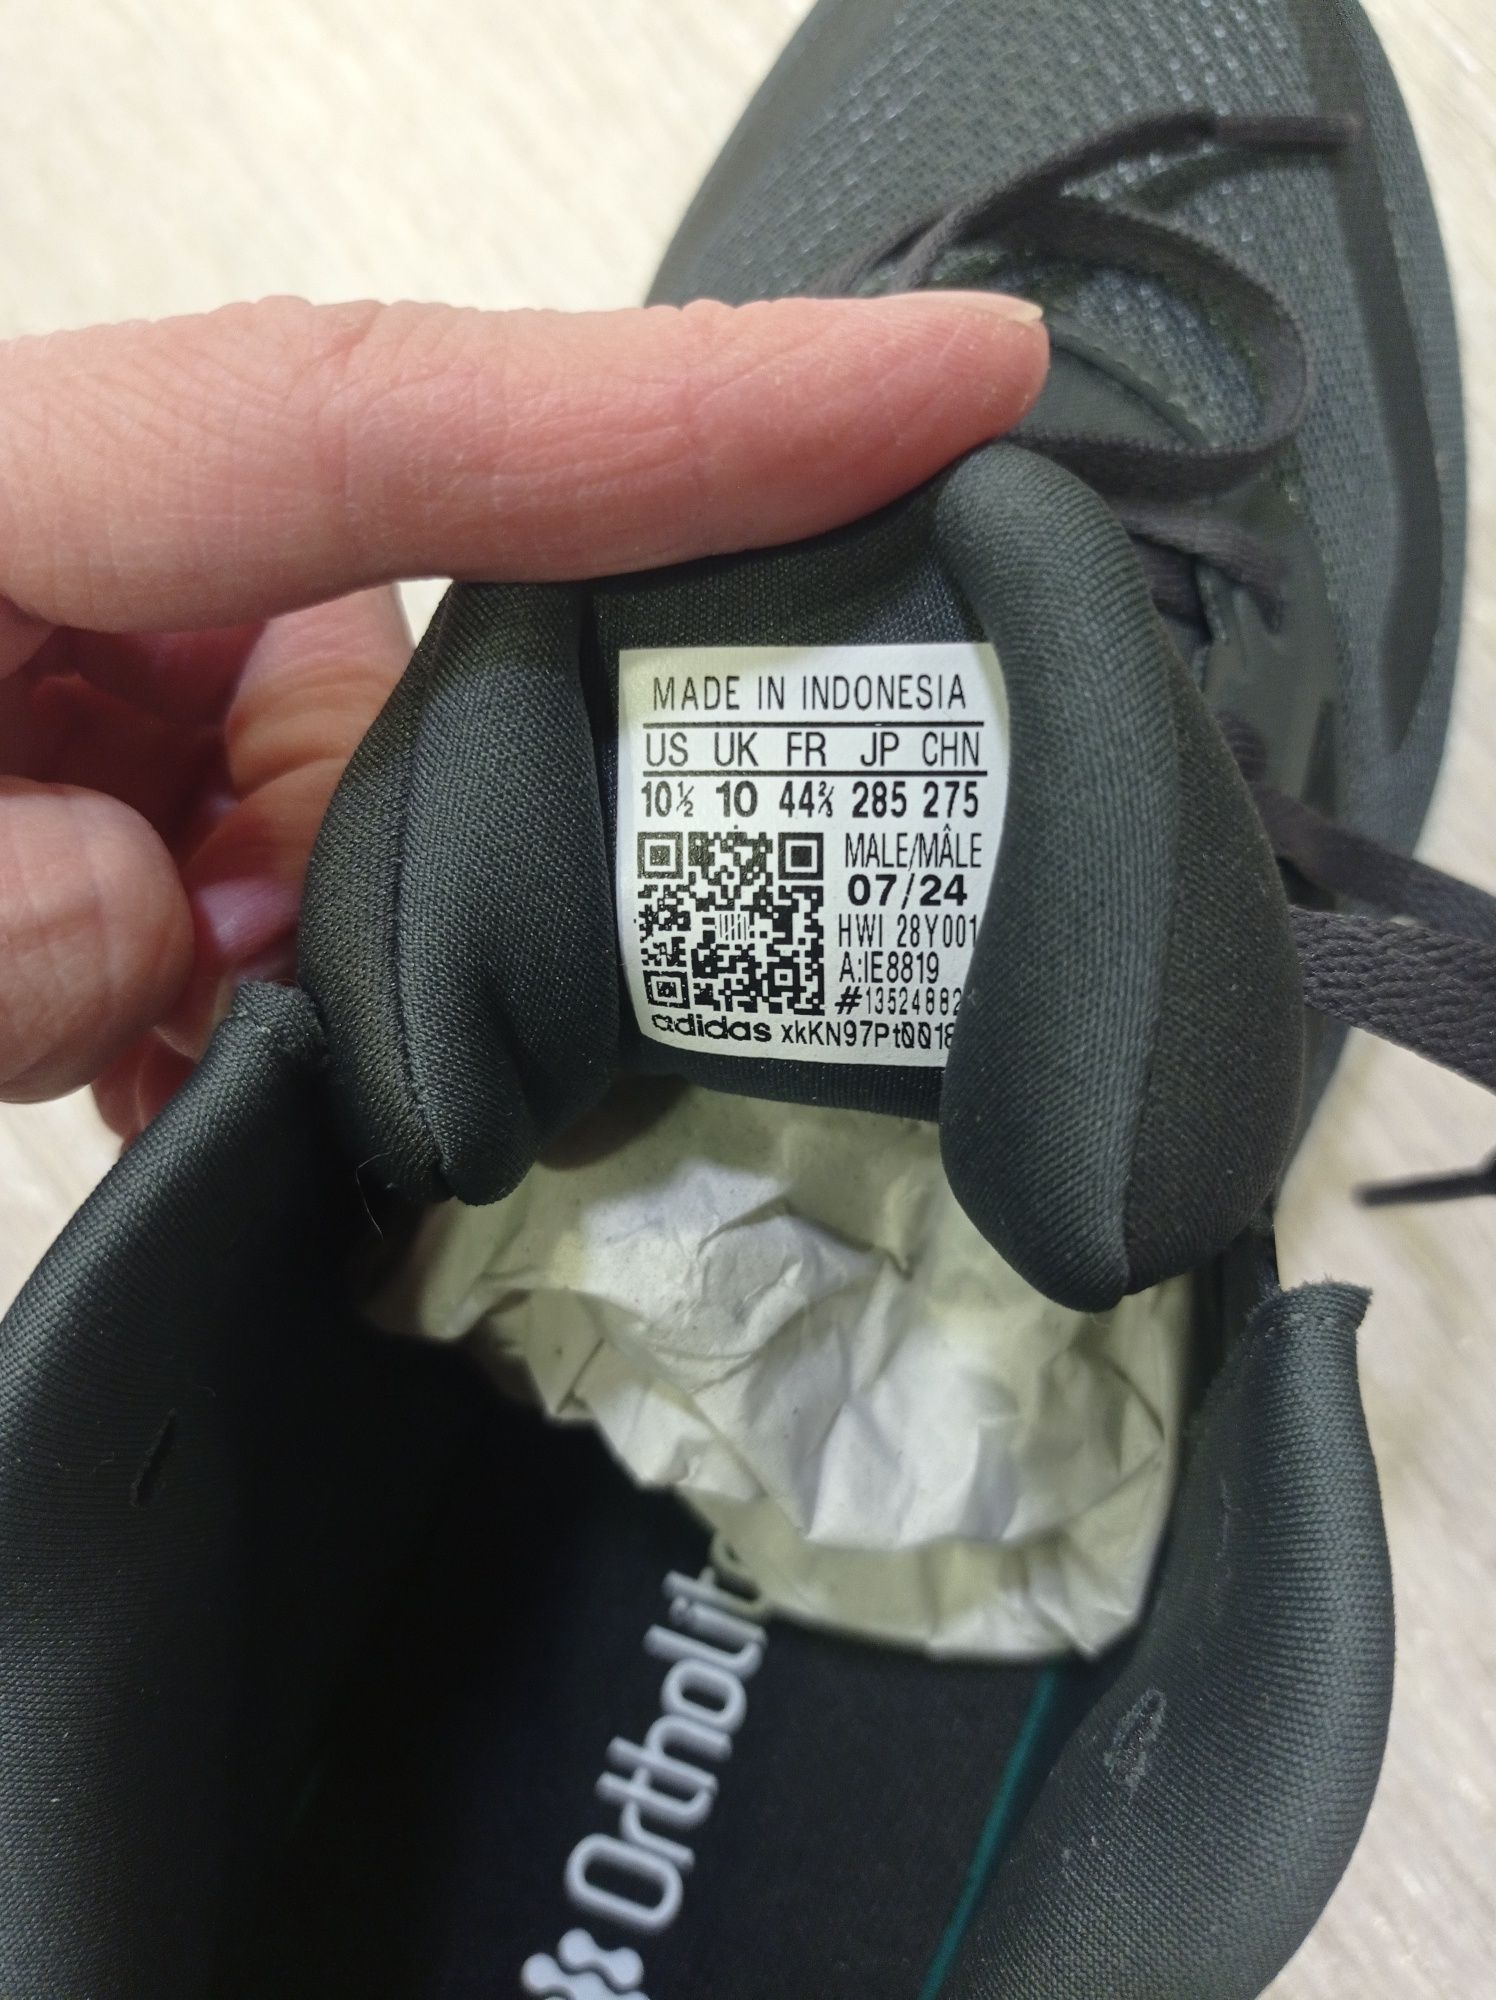 MADE IN INDONESIA
US UK FR JP CHN
10½ 10 44⅔ 285 275
MALE/MÂLE
07/24
HWI 28Y001
A:IE8819
#13524882
adidas xkKN97Pt0018
Ortholite